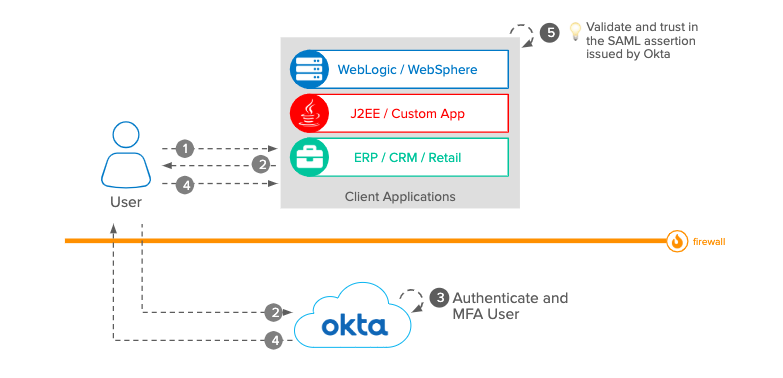 5
Validate and trust in
the SAML assertion
issued by Okta
WebLogic / WebSphere
J2EE / Custom App
ERP / CRM / Retail
Client Applications
1
2
4
User
firewall
2
okta
3
Authenticate and
MFA User
4